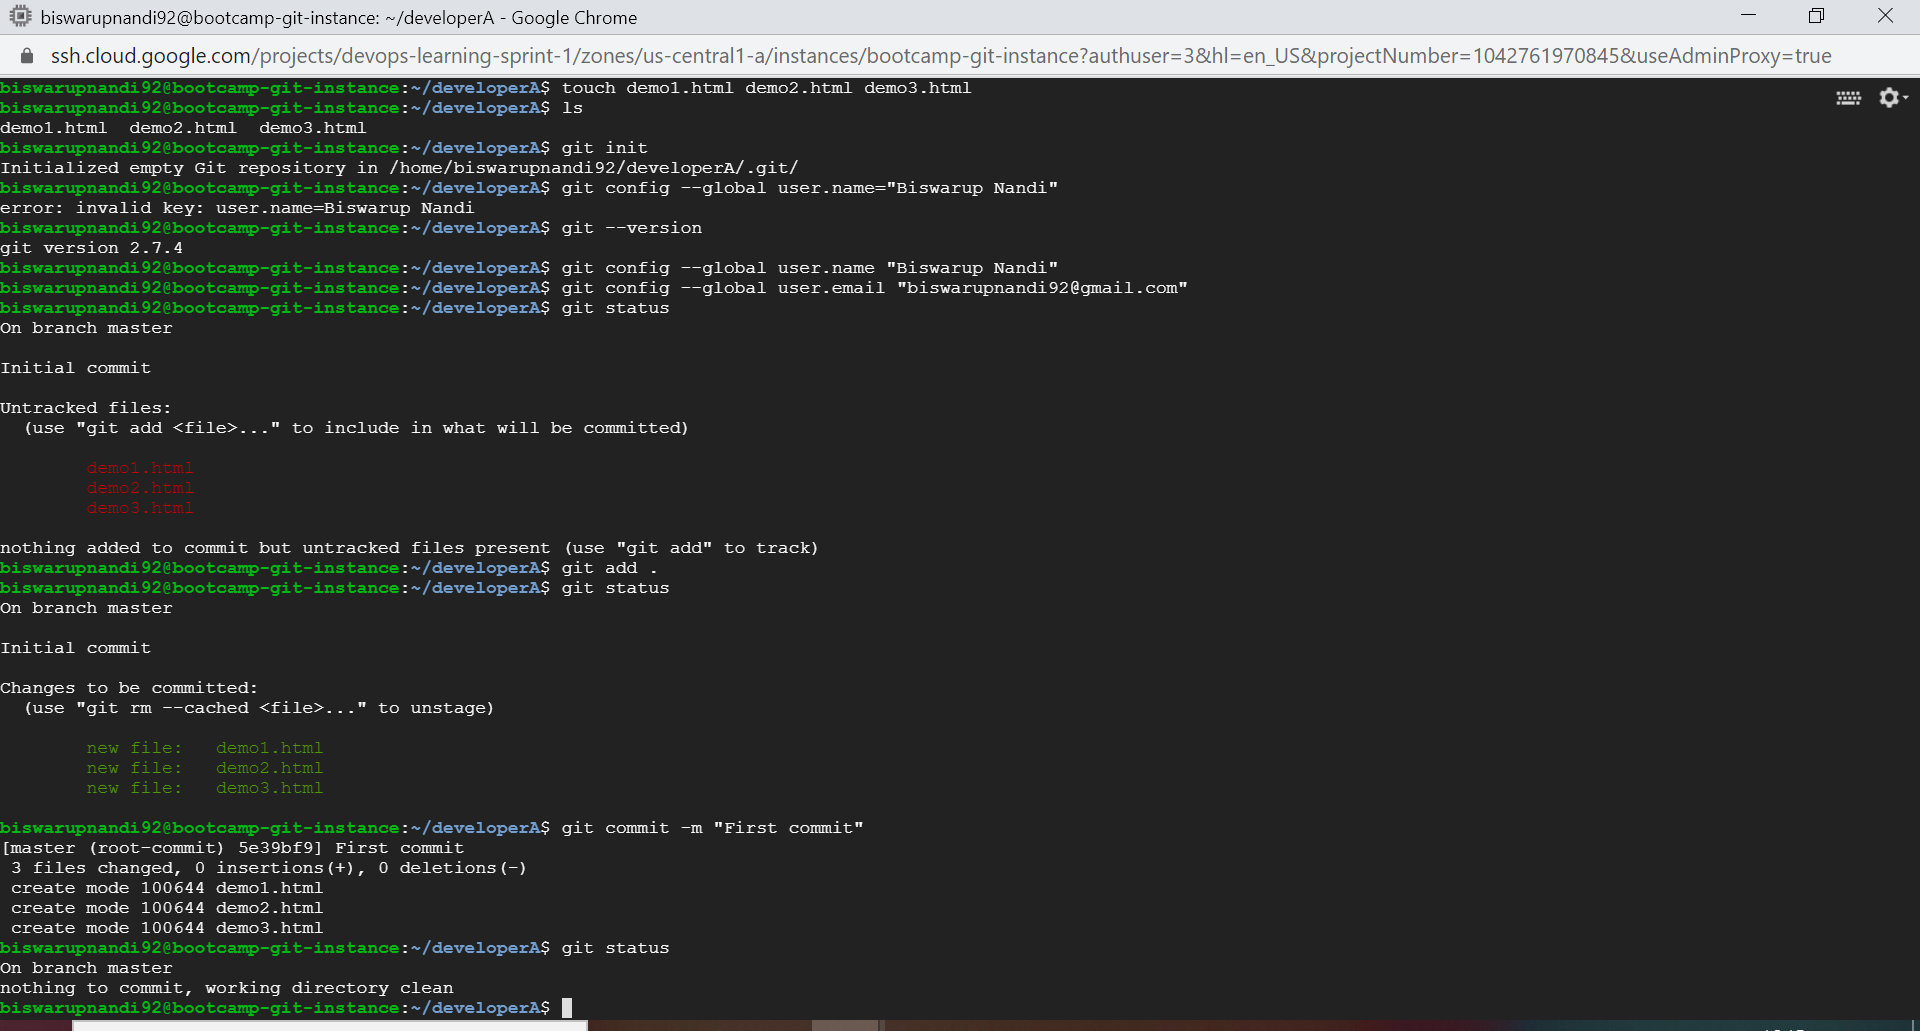 biswarupnandi92@bootcamp-git-instance: ~/developerA - Google Chrome
ssh.cloud.google.com/projects/devops-learning-sprint-1/zones/us-central1-a/instances/bootcamp-git-instance?authuser=3&hl=en_US&projectNumber=1042761970845&useAdminProxy=true
biswarupnandi92@bootcamp-git-instance:~/developerA$ touch demo1.html demo2.html demo3.html
biswarupnandi92@bootcamp-git-instance:~/developerA$ ls
demo1.html  demo2.html  demo3.html
biswarupnandi92@bootcamp-git-instance:~/developerA$ git init
Initialized empty Git repository in /home/biswarupnandi92/developerA/.git/
biswarupnandi92@bootcamp-git-instance:~/developerA$ git config --global user.name="Biswarup Nandi"
error: invalid key: user.name=Biswarup Nandi
biswarupnandi92@bootcamp-git-instance:~/developerA$ git --version
git version 2.7.4
biswarupnandi92@bootcamp-git-instance:~/developerA$ git config --global user.name "Biswarup Nandi"
biswarupnandi92@bootcamp-git-instance:~/developerA$ git config --global user.email "biswarupnandi92@gmail.com"
biswarupnandi92@bootcamp-git-instance:~/developerA$ git status
On branch master
Initial commit
Untracked files:
  (use "git add <file>..." to include in what will be committed)
        demo1.html
        demo2.html
        demo3.html
nothing added to commit but untracked files present (use "git add" to track)
biswarupnandi92@bootcamp-git-instance:~/developerA$ git add .
biswarupnandi92@bootcamp-git-instance:~/developerA$ git status
On branch master
Initial commit
Changes to be committed:
  (use "git rm --cached <file>..." to unstage)
        new file:   demo1.html
        new file:   demo2.html
        new file:   demo3.html
biswarupnandi92@bootcamp-git-instance:~/developerA$ git commit -m "First commit"
[master (root-commit) 5e39bf9] First commit
 3 files changed, 0 insertions(+), 0 deletions(-)
 create mode 100644 demo1.html
 create mode 100644 demo2.html
 create mode 100644 demo3.html
biswarupnandi92@bootcamp-git-instance:~/developerA$ git status
On branch master
nothing to commit, working directory clean
biswarupnandi92@bootcamp-git-instance:~/developerA$